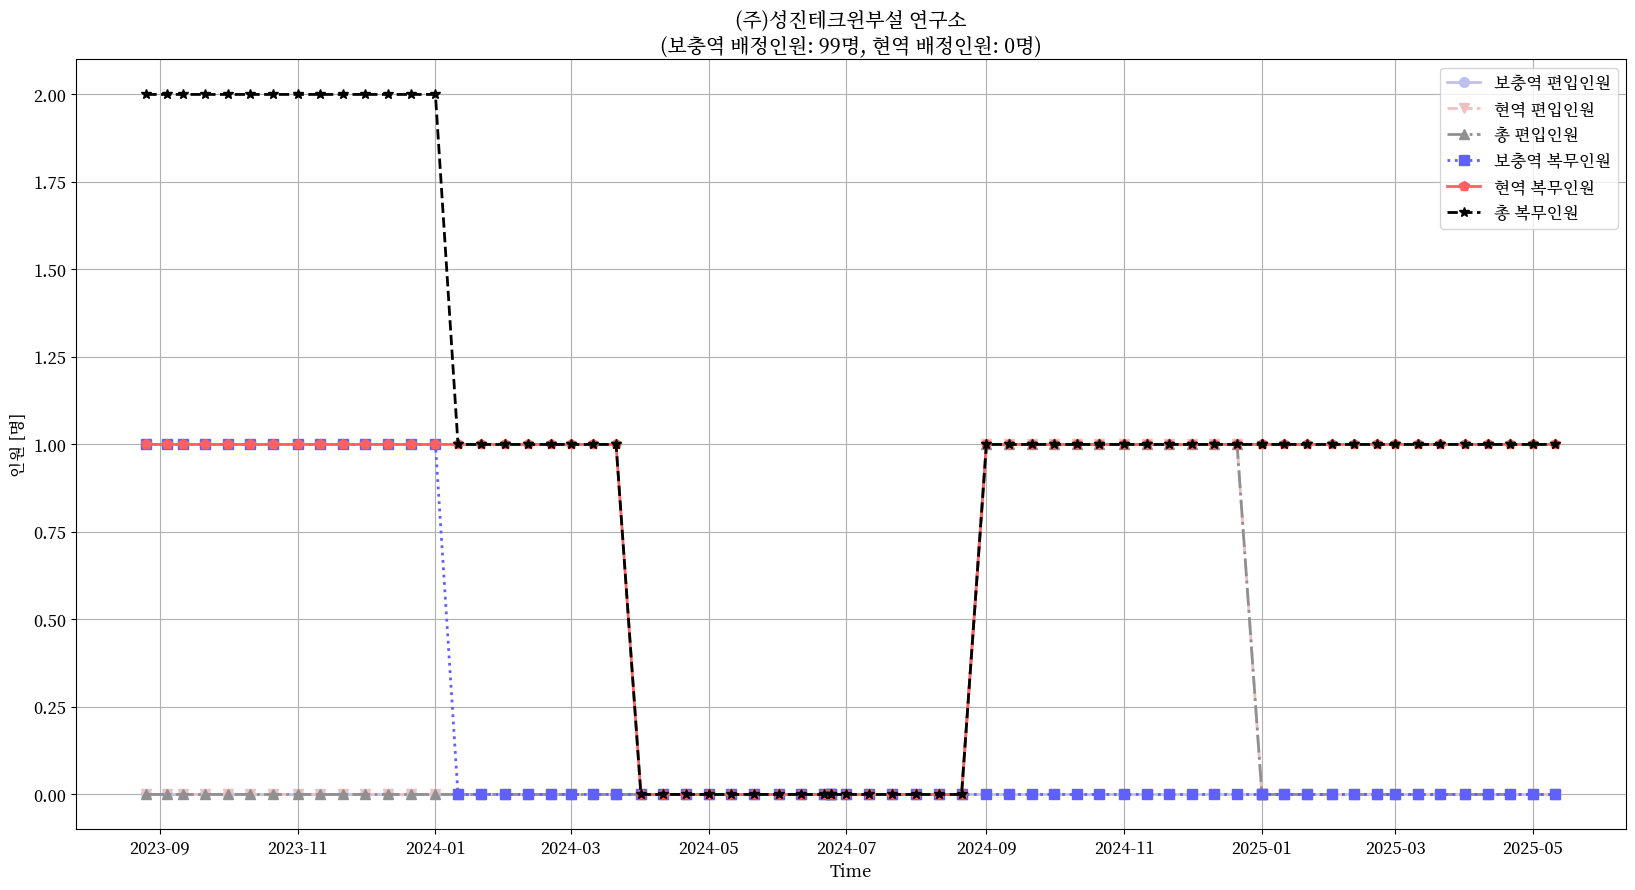 (주)성진테크윈부설 연구소
(보충역 배정인원: 99명, 현역 배정인원: 0명)
보충역 편입인원
현역 편입인원
총 편입인원
보충역 복무인원
현역 복무인원
총 복무인원
2.00
1.75
1.50
1.25
1.00
0.75
0.50
0.25
0.00
인원 [명]
2023-09
2023-11
2024-01
2024-03
2024-05
2024-07
2024-09
2024-11
2025-01
2025-03
2025-05
Time